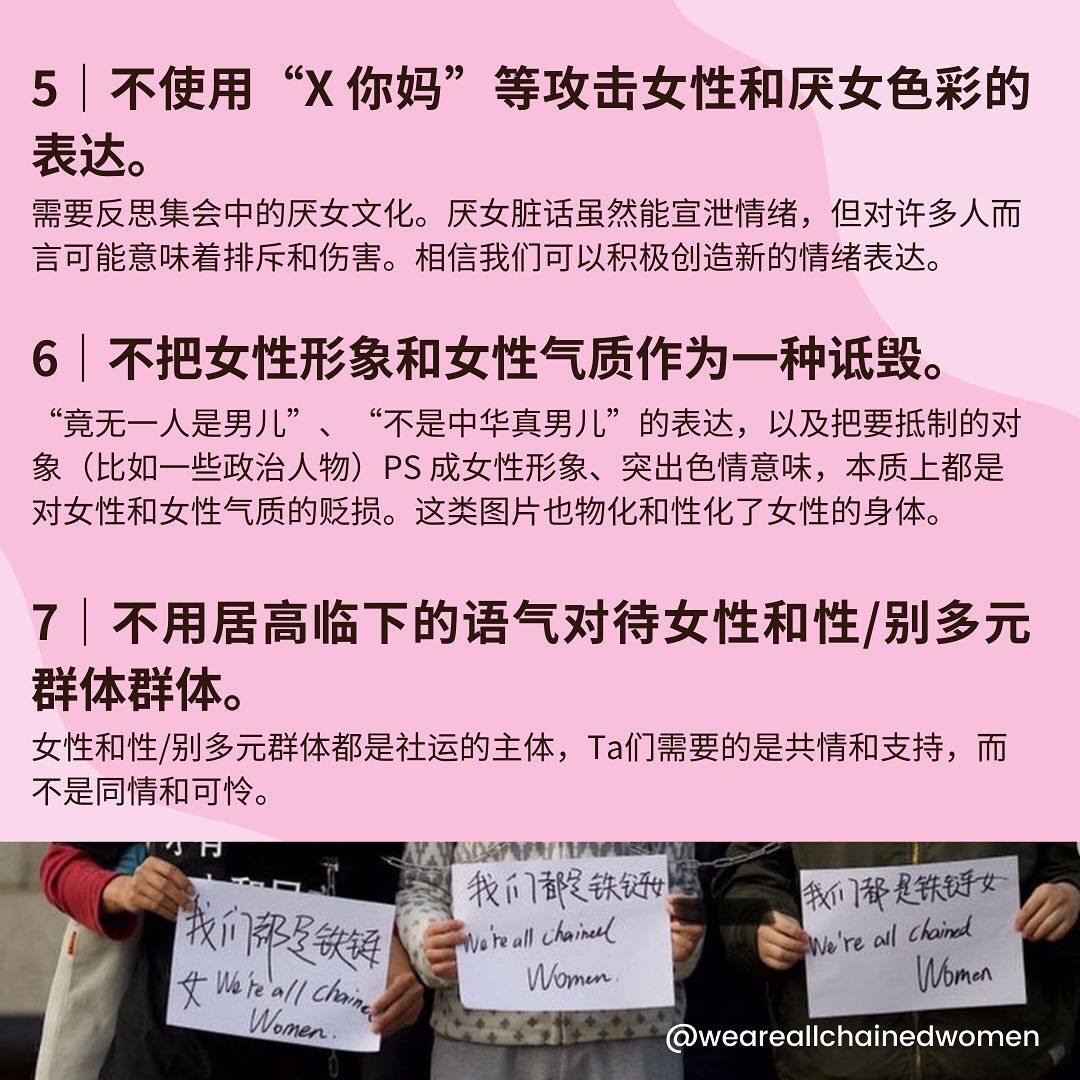 5｜不使用“X 你妈”等攻击女性和厌女色彩的
表达。
需要反思集会中的厌女文化。厌女脏话虽然能宣泄情绪，但对许多人而
言可能意味着排斥和伤害。相信我们可以积极创造新的情绪表达。
6｜不把女性形象和女性气质作为一种诋毁。
“竟无一人是男儿”、“不是中华真男儿”的表达，以及把要抵制的对
象（比如一些政治人物）PS 成女性形象、突出色情意味，本质上都是
对女性和女性气质的贬损。这类图片也物化和性化了女性的身体。
7｜不用居高临下的语气对待女性和性/别多元
群体群体。
女性和性/别多元群体都是社运的主体，Ta们需要的是共情和支持，而
不是同情和可怜。
我们都是铁链
女 We're all chained
Women.
我们都是铁链女
We're all chained
Women.
我们都是铁链女
We're all chained
Women
@weareallchainedwomen